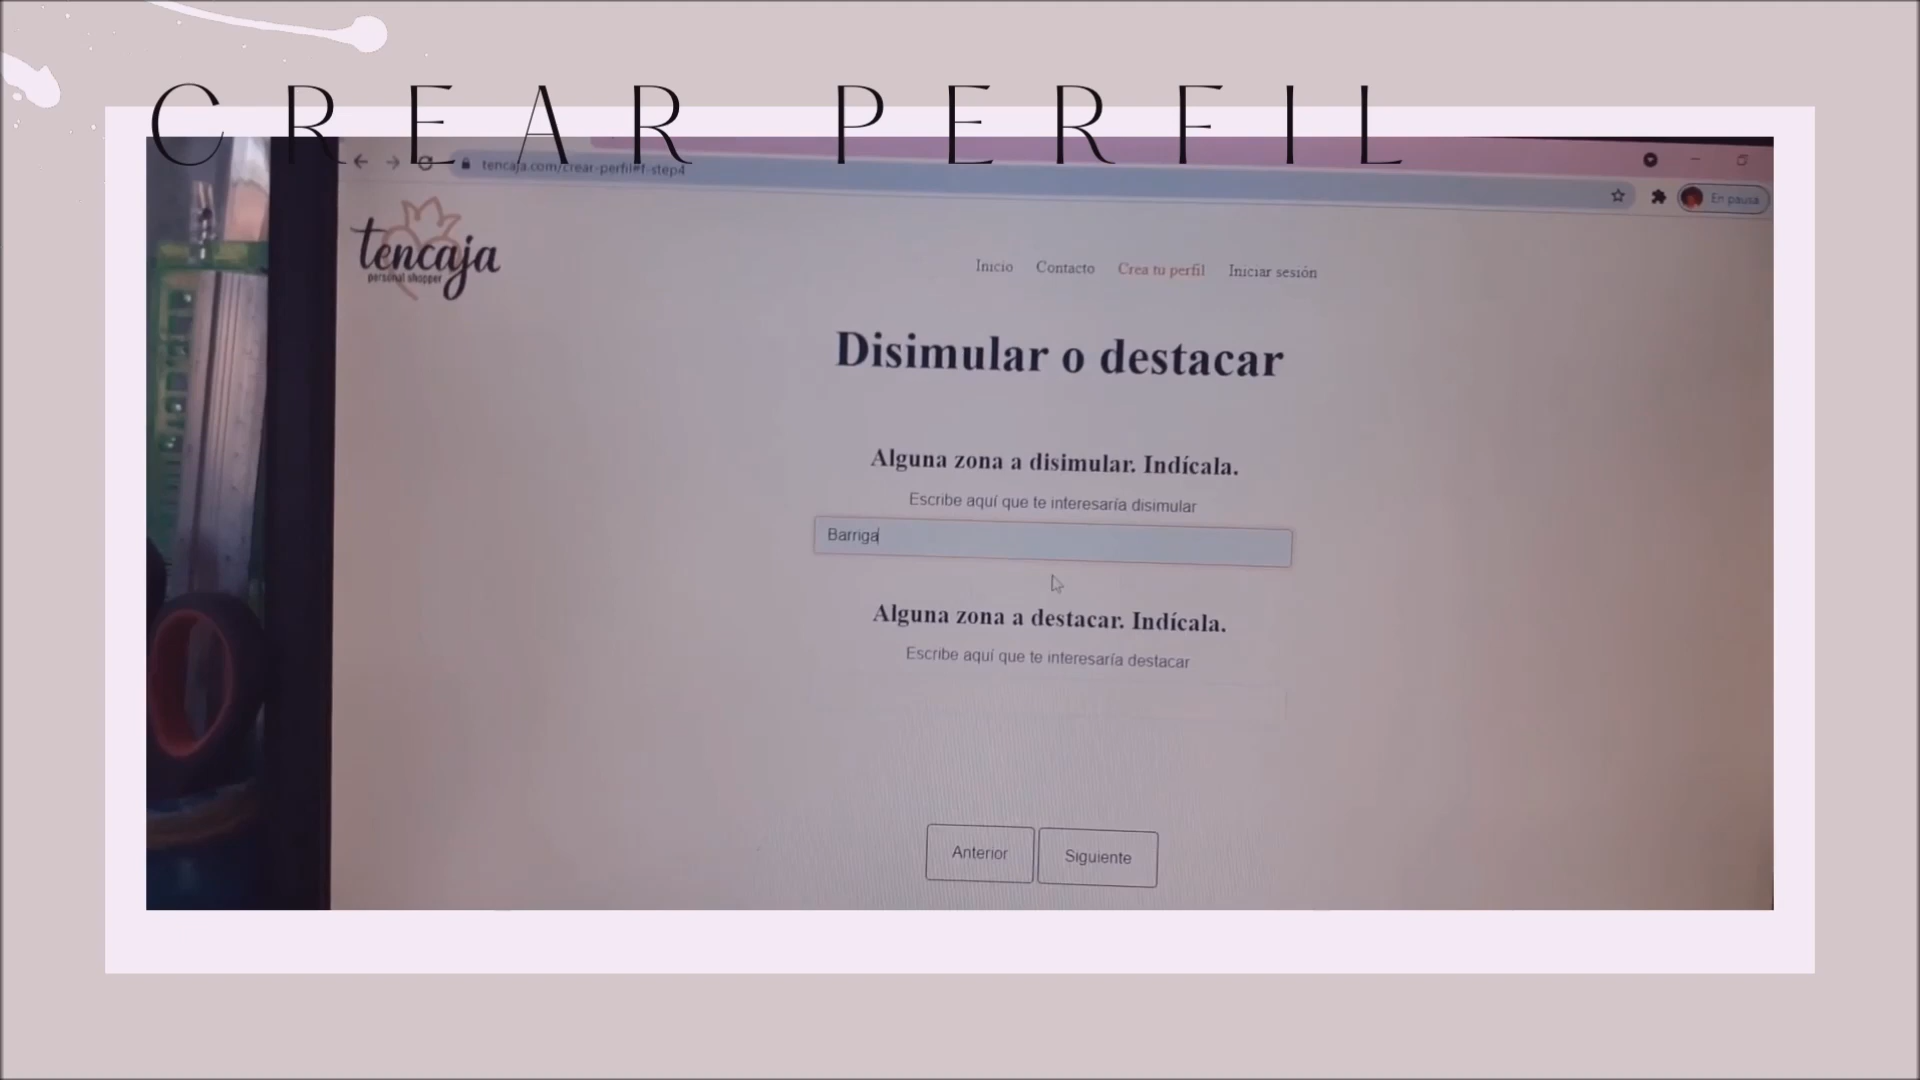 CREAR PERFIL
tencaja.com/crear-perfil#f-step4
En pausa
tencaja
personal shopper
Inicio Contacto Crea tu perfil Iniciar sesión
Disimular o destacar
Alguna zona a disimular. Indícala.
Escribe aquí que te interesaría disimular
Barriga
Alguna zona a destacar. Indícala.
Escribe aquí que te interesaría destacar
Anterior Siguiente